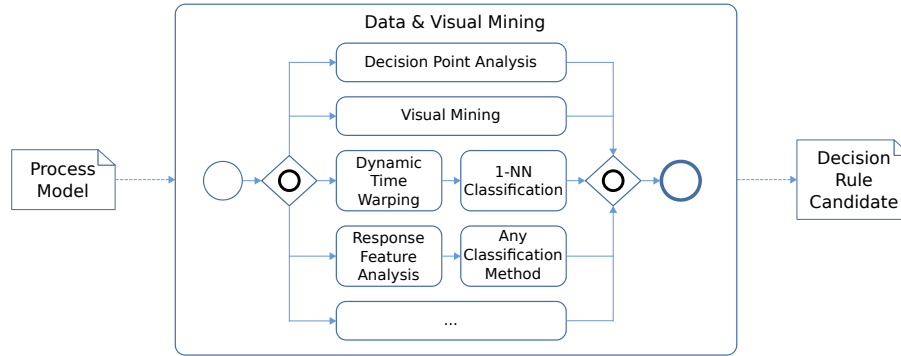 Data & Visual Mining
Decision Point Analysis
Visual Mining
Process
Model
Dynamic
Time
Warping
1-NN
Classification
Decision
Rule
Candidate
Response
Feature
Analysis
Any
Classification
Method
...